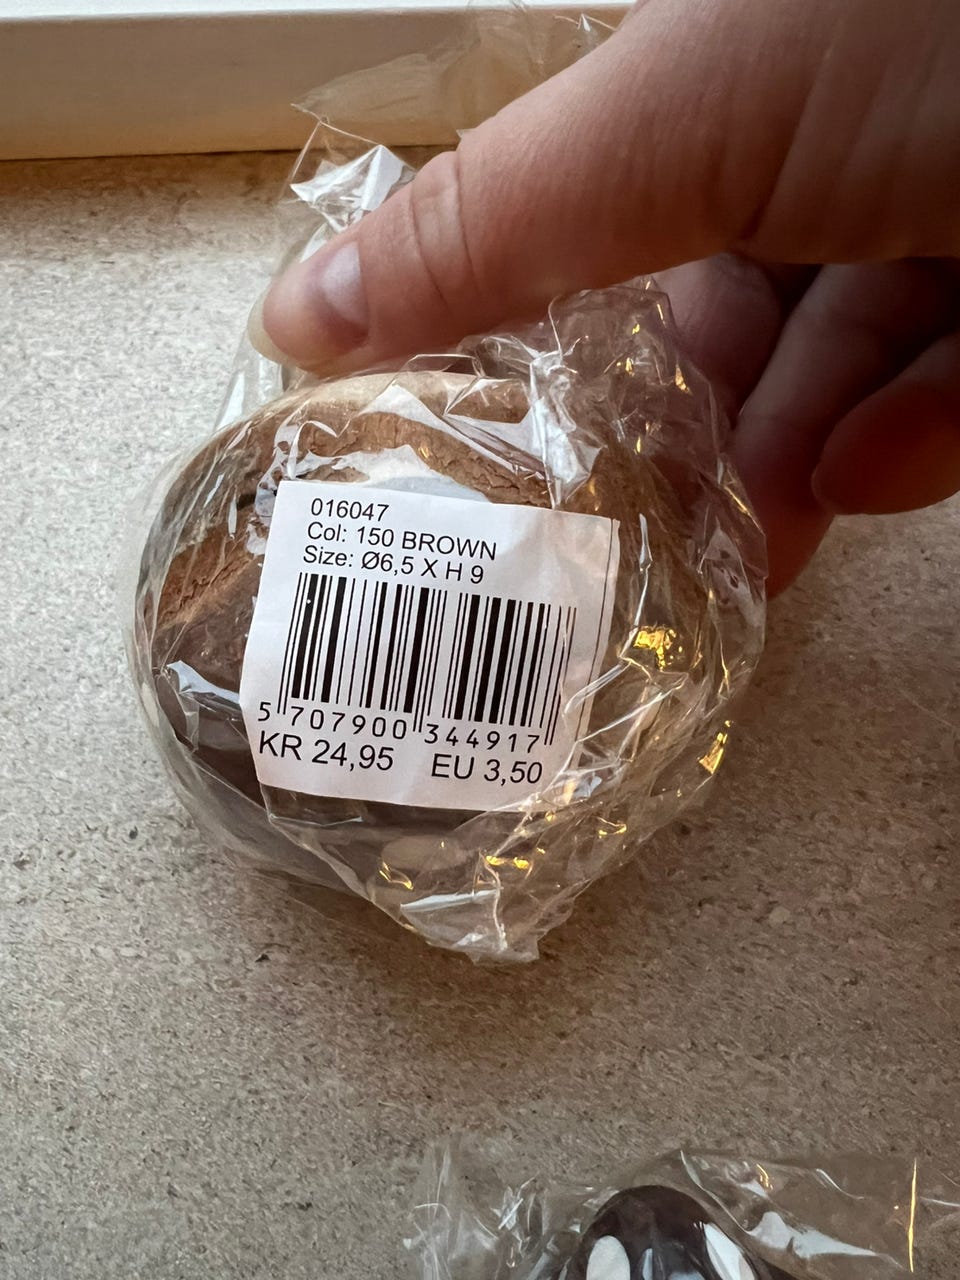 016047
Col: 150 BROWN
Size: Ø6,5 X H 9
5 707900 344917
KR 24,95 EU 3,50